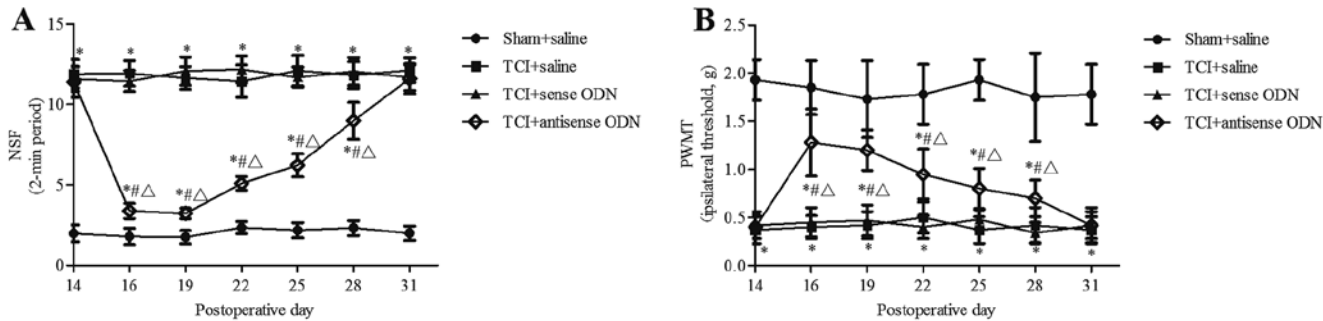 A
15
10
5
0
NSF
(2-min period)
* * * * * * *
*#△ *#△ *#△ *#△ *#△
14 16 19 22 25 28 31
Postoperative day
Sham+saline
TCI+saline
TCI+sense ODN
TCI+antisense ODN
B
2.5
2.0
1.5
1.0
0.5
0.0
PWMT
(ipsilateral threshold, g)
*#△ *#△ *#△ *#△ *#△
* * * * * * *
14 16 19 22 25 28 31
Postoperative day
Sham+saline
TCI+saline
TCI+sense ODN
TCI+antisense ODN